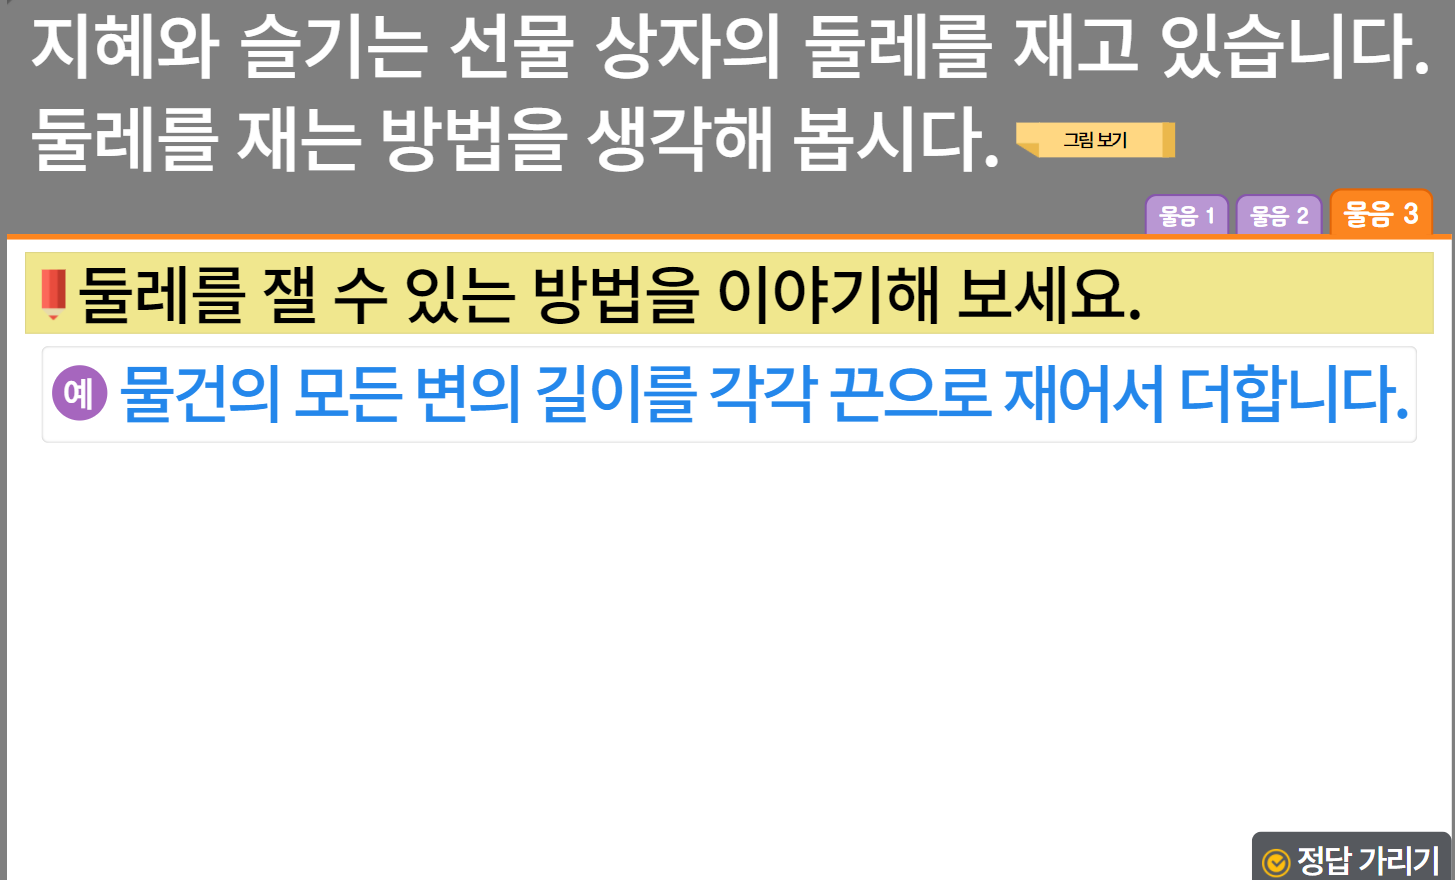 지혜와 슬기는 선물 상자의 둘레를 재고 있습니다.
둘레를 재는 방법을 생각해 봅시다. 그림 보기
물음 1 물음 2 물음 3
둘레를 잴 수 있는 방법을 이야기해 보세요.
예 물건의 모든 변의 길이를 각각 끈으로 재어서 더합니다.
정답 가리기